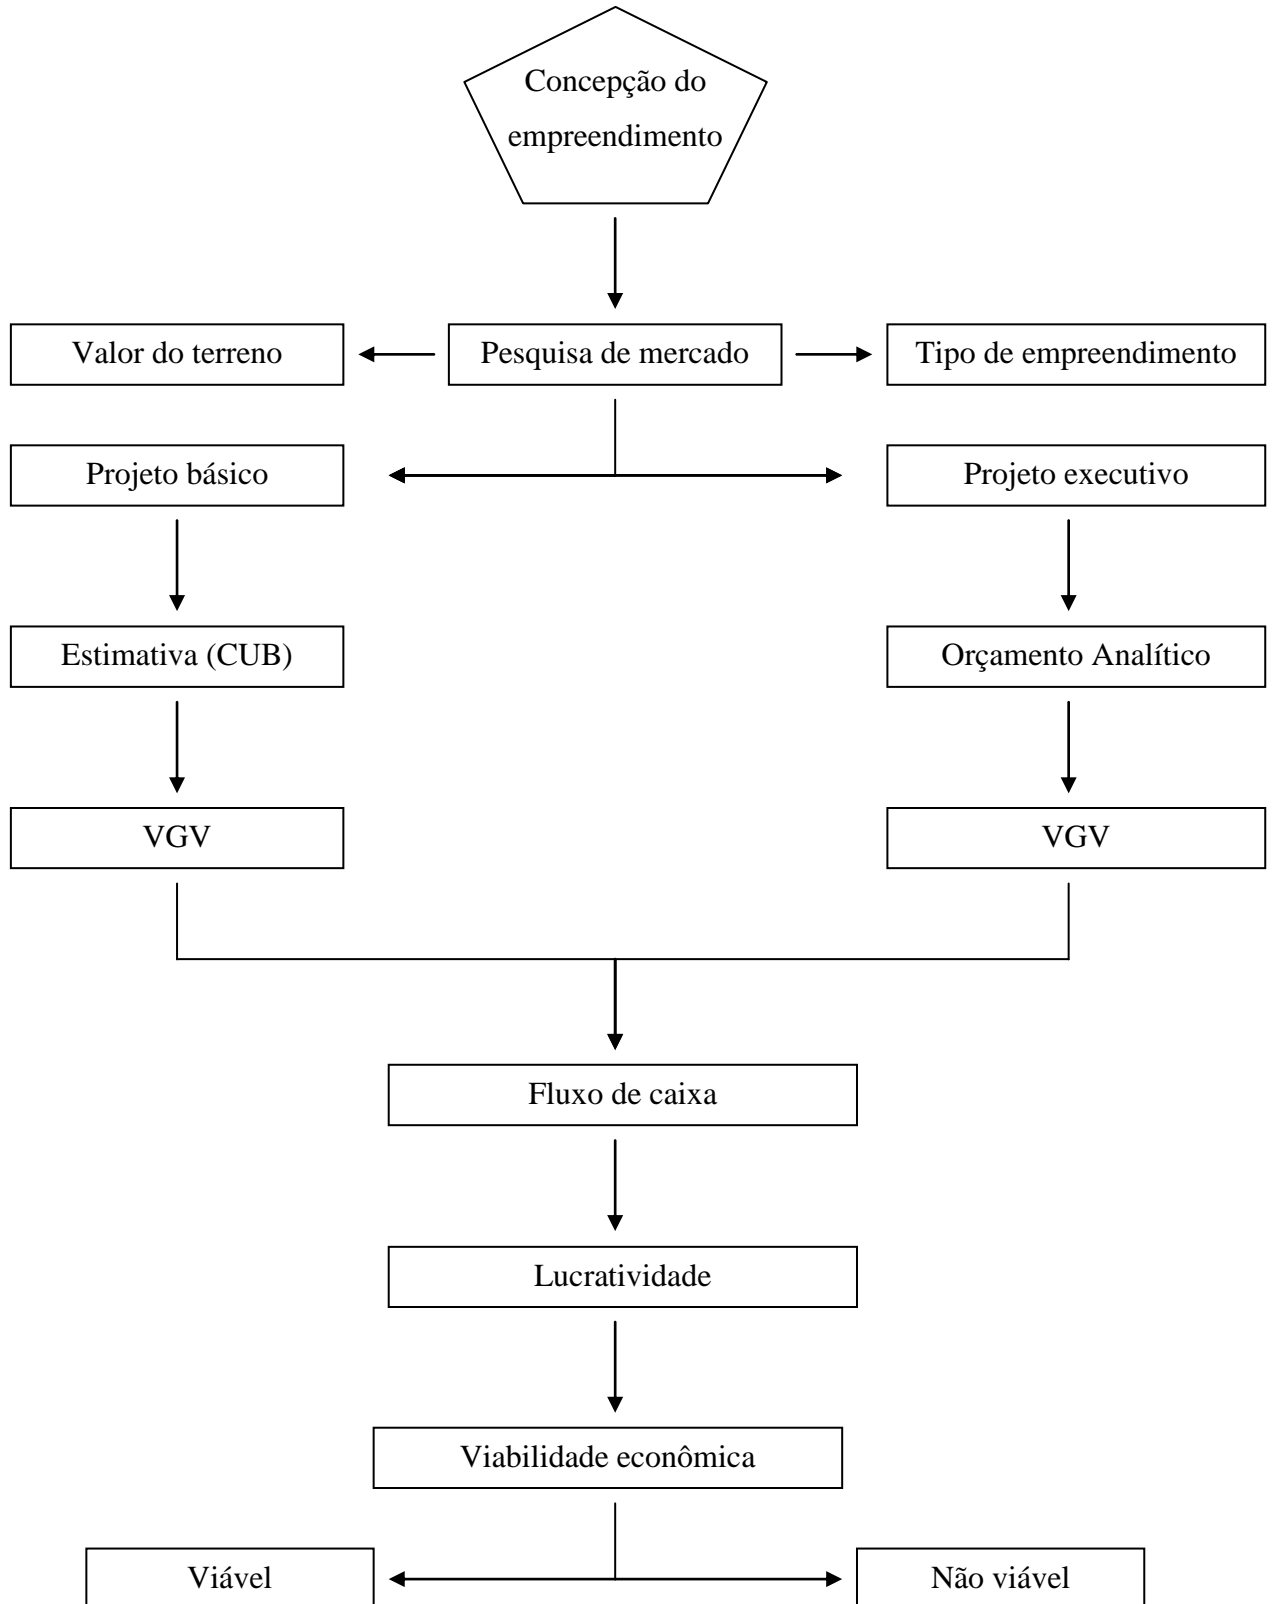 Concepção do
empreendimento
Valor do terreno
Pesquisa de mercado
Tipo de empreendimento
Projeto básico
Projeto executivo
Estimativa (CUB)
Orçamento Analítico
VGV
VGV
Fluxo de caixa
Lucratividade
Viabilidade econômica
Viável
Não viável